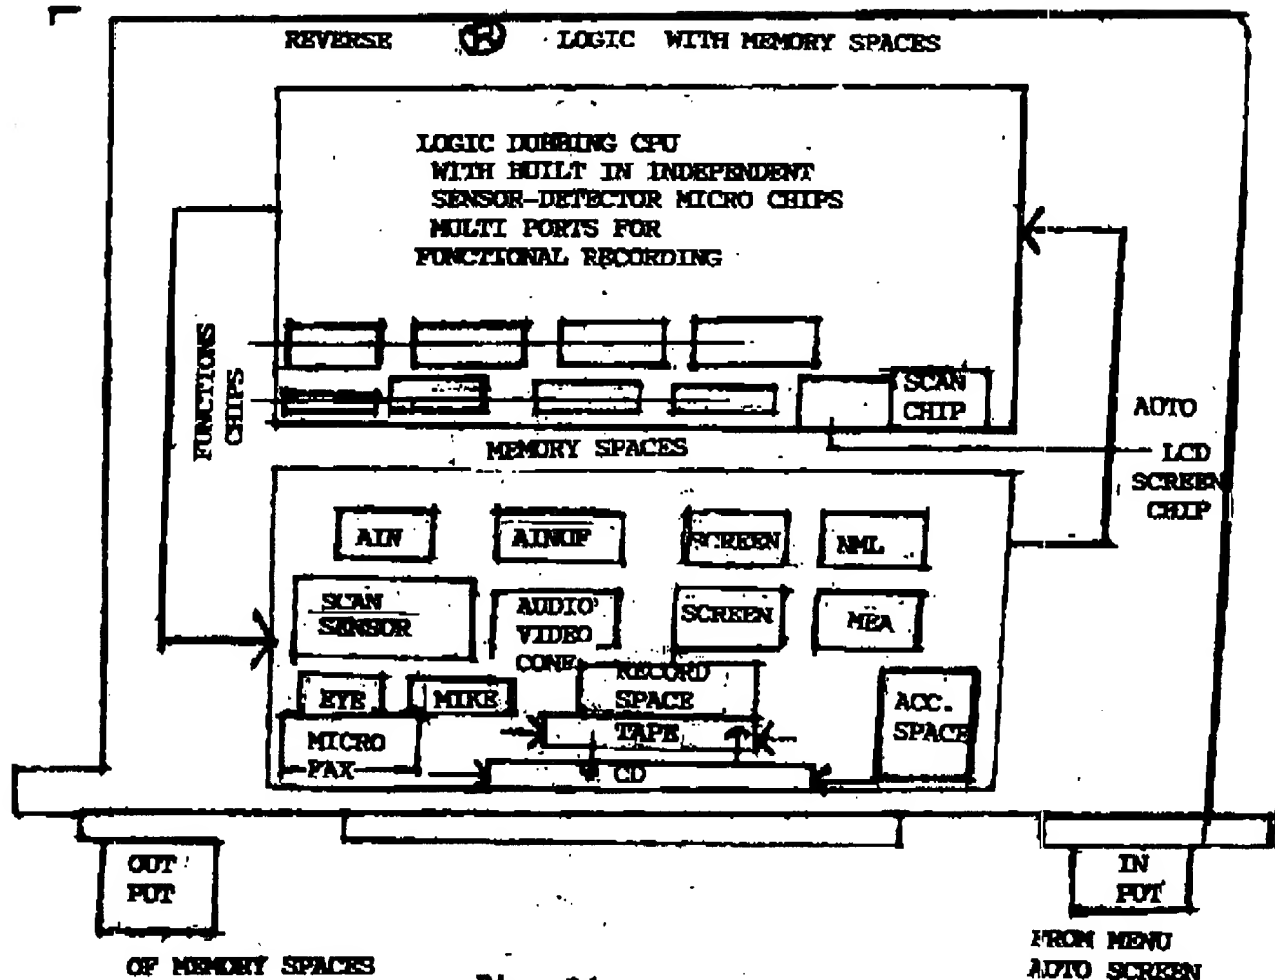 REVERSE R LOGIC WITH MEMORY SPACES
LOGIC DUBBING CPU
WITH BUILT IN INDEPENDENT
SENSOR-DETECTOR MICRO CHIPS
MULTI PORTS FOR
FUNCTIONAL RECORDING
FUNCTIONS
CHIPS
SCAN
CHIP
AUTO
LCD
SCREEN
CHIP
MEMORY SPACES
AIN
SCREEN
NML
SCAN
SENSOR
AUDIO
VIDEO
CONF.
SCREEN
MEA
EYE
MIKE
RECORD
SPACE
ACC.
SPACE
MICRO
FAX
TAPE
CD
OUT
PUT
IN
PUT
OF MEMORY SPACES
FROM MENU
AUTO SCREEN